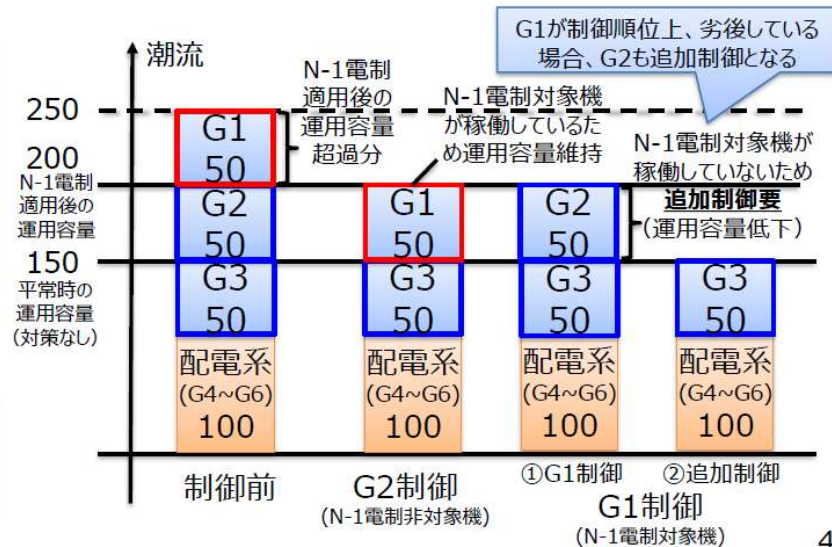 G1が制御順位上、劣後している
場合、G2も追加制御となる
潮流
N-1電制
適用後の
運用容量
超過分
N-1電制対象機
が稼働しているた
め運用容量維持
N-1電制対象機が
稼働していないため
追加制御要
(運用容量低下)
250
200
N-1電制
適用後の
運用容量
150
平常時の
運用容量
(対策なし)
G1
50
G2
50
G3
50
配電系
(G4~G6)
100
制御前
G1
50
G3
50
配電系
(G4~G6)
100
G2制御
(N-1電制非対象機)
G2
50
G3
50
配電系
(G4~G6)
100
①G1制御
G3
50
配電系
(G4~G6)
100
②追加制御
G1制御
(N-1電制対象機)
4